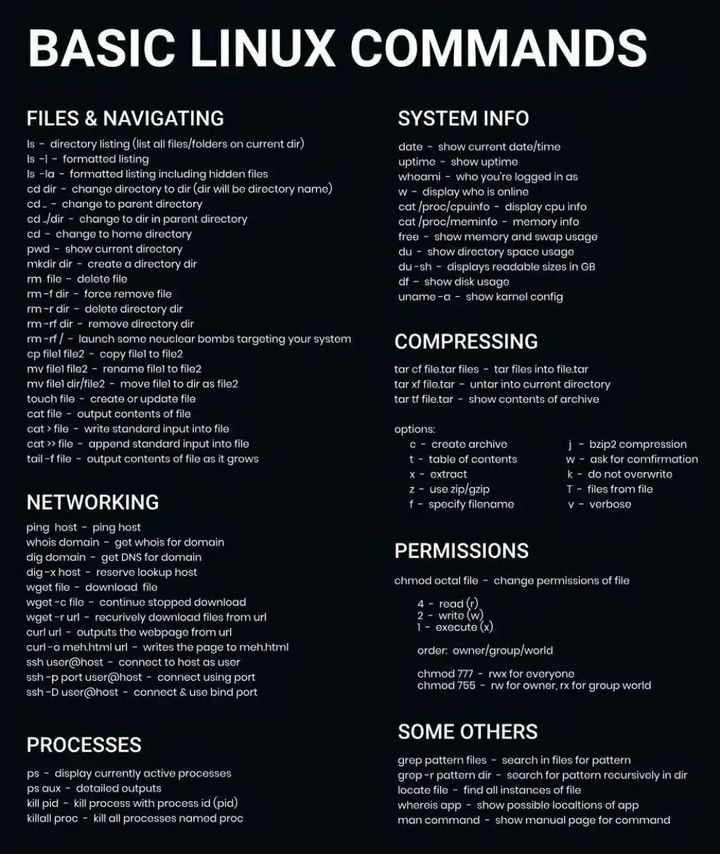 BASIC LINUX COMMANDS
FILES & NAVIGATING
ls - directory listing (list all files/folders on current dir)
ls -l - formatted listing
ls -la - formatted listing including hidden files
cd dir - change directory to dir (dir will be directory name)
cd .. - change to parent directory
cd ../dir - change to dir in parent directory
cd - change to home directory
pwd - show current directory
mkdir dir - create a directory dir
rm file - delete file
rm -f dir - force remove file
rm -r dir - delete directory dir
rm -rf dir - remove directory dir
rm -rf / - launch some neuclear bombs targeting your system
cp file1 file2 - copy file1 to file2
mv file1 file2 - rename file1 to file2
mv file1 dir/file2 - move file1 to dir as file2
touch file - create or update file
cat file - output contents of file
cat > file - write standard input into file
cat >> file - append standard input into file
tail -f file - output contents of file as it grows
NETWORKING
ping host - ping host
whois domain - get whois for domain
dig domain - get DNS for domain
dig -x host - reserve lookup host
wget file - download file
wget -c file - continue stopped download
wget -r url - recurively download files from url
curl url - outputs the webpage from url
curl -o meh.html url - writes the page to meh.html
ssh user@host - connect to host as user
ssh -p port user@host - connect using port
ssh -D user@host - connect & use bind port
PROCESSES
ps - display currently active processes
ps aux - detailed outputs
kill pid - kill process with process id (pid)
killall proc - kill all processes named proc
SYSTEM INFO
date - show current date/time
uptime - show uptime
whoami - who you're logged in as
w - display who is online
cat /proc/cpuinfo - display cpu info
cat /proc/meminfo - memory info
free - show memory and swap usage
du - show directory space usage
du -sh - displays readable sizes in GB
df - show disk usage
uname -a - show karnel config
COMPRESSING
tar cf file.tar files - tar files into file.tar
tar xf file.tar - untar into current directory
tar tf file.tar - show contents of archive
options:
c - create archive
t - table of contents
x - extract
z - use zip/gzip
f - specify filename
j - bzip2 compression
w - ask for comfirmation
k - do not overwrite
T - files from file
v - verbose
PERMISSIONS
chmod octal file - change permissions of file
4 - read (r)
2 - write (w)
1 - execute (x)
order: owner/group/world
chmod 777 - rwx for everyone
chmod 755 - rw for owner, rx for group world
SOME OTHERS
grep pattern files - search in files for pattern
grep -r pattern dir - search for pattern recursively in dir
locate file - find all instances of file
whereis app - show possible localtions of app
man command - show manual page for command